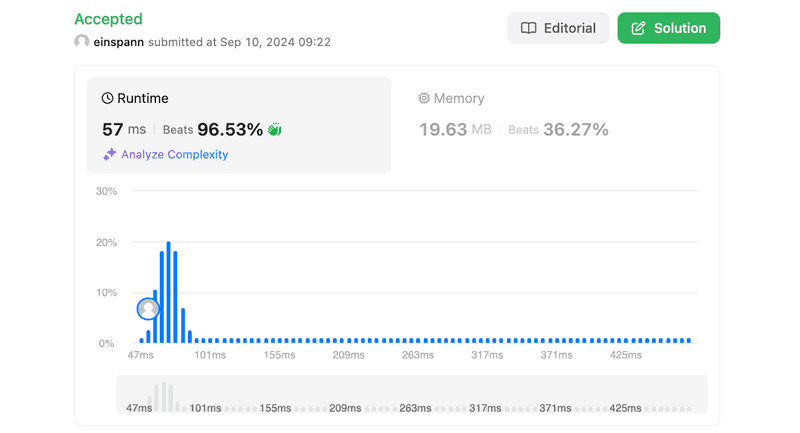 Accepted
einspann submitted at Sep 10, 2024 09:22
Editorial
Solution
Runtime
57 ms | Beats 96.53%
Analyze Complexity
Memory
19.63 MB | Beats 36.27%
30%
20%
10%
0%
47ms 101ms 155ms 209ms 263ms 317ms 371ms 425ms
47ms 101ms 155ms 209ms 263ms 317ms 371ms 425ms